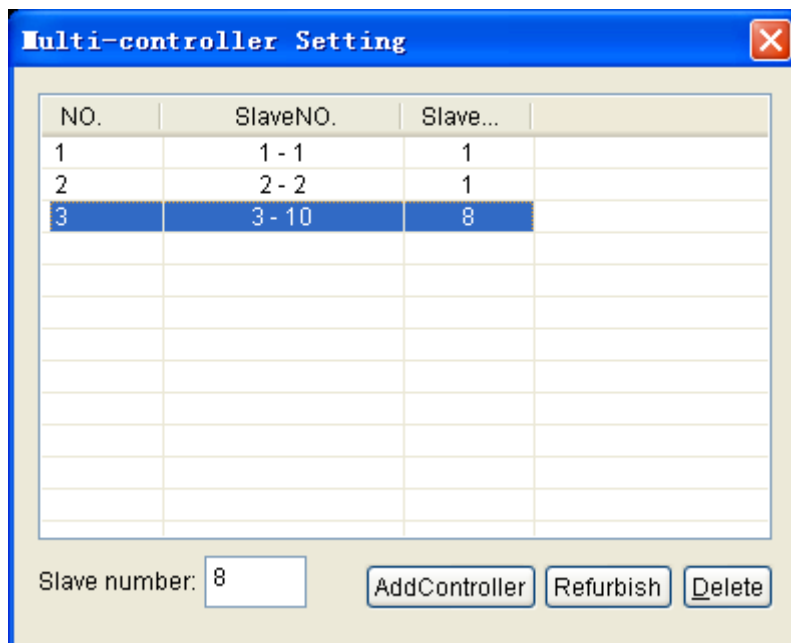 Multi-controller Setting
NO. SlaveNO. Slave...
1 1 - 1 1
2 2 - 2 1
3 3 - 10 8
Slave number: 8 AddController Refurbish Delete